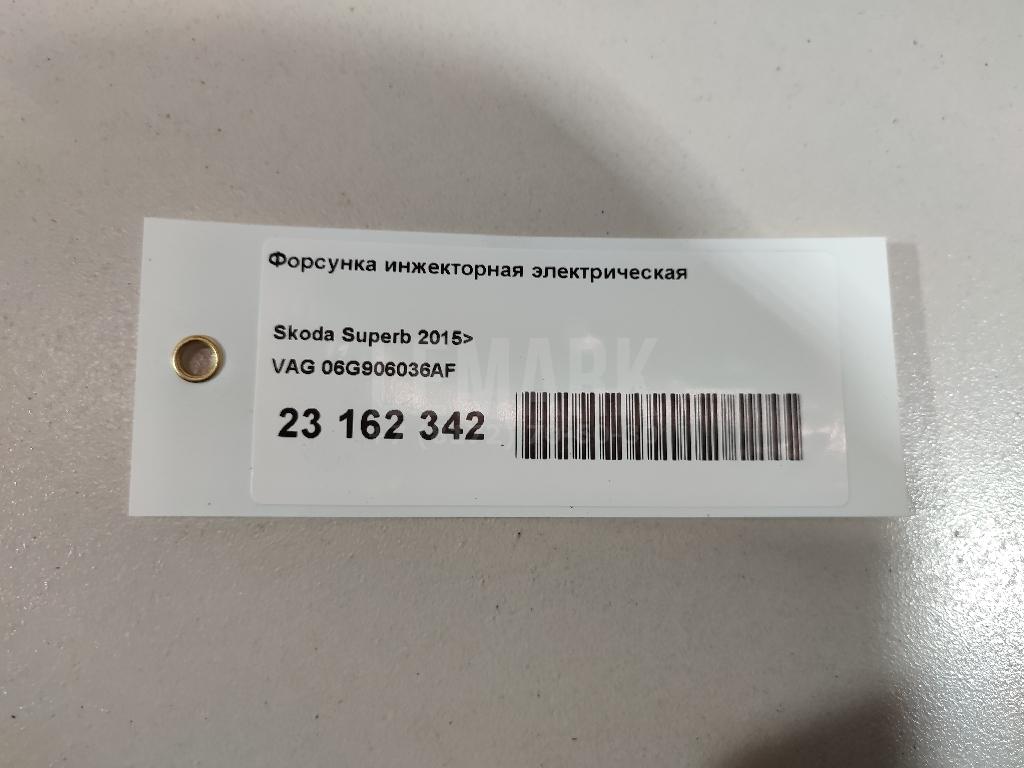 Форсунка инжекторная электрическая
Skoda Superb 2015>
VAG 06G906036AF
23 162 342